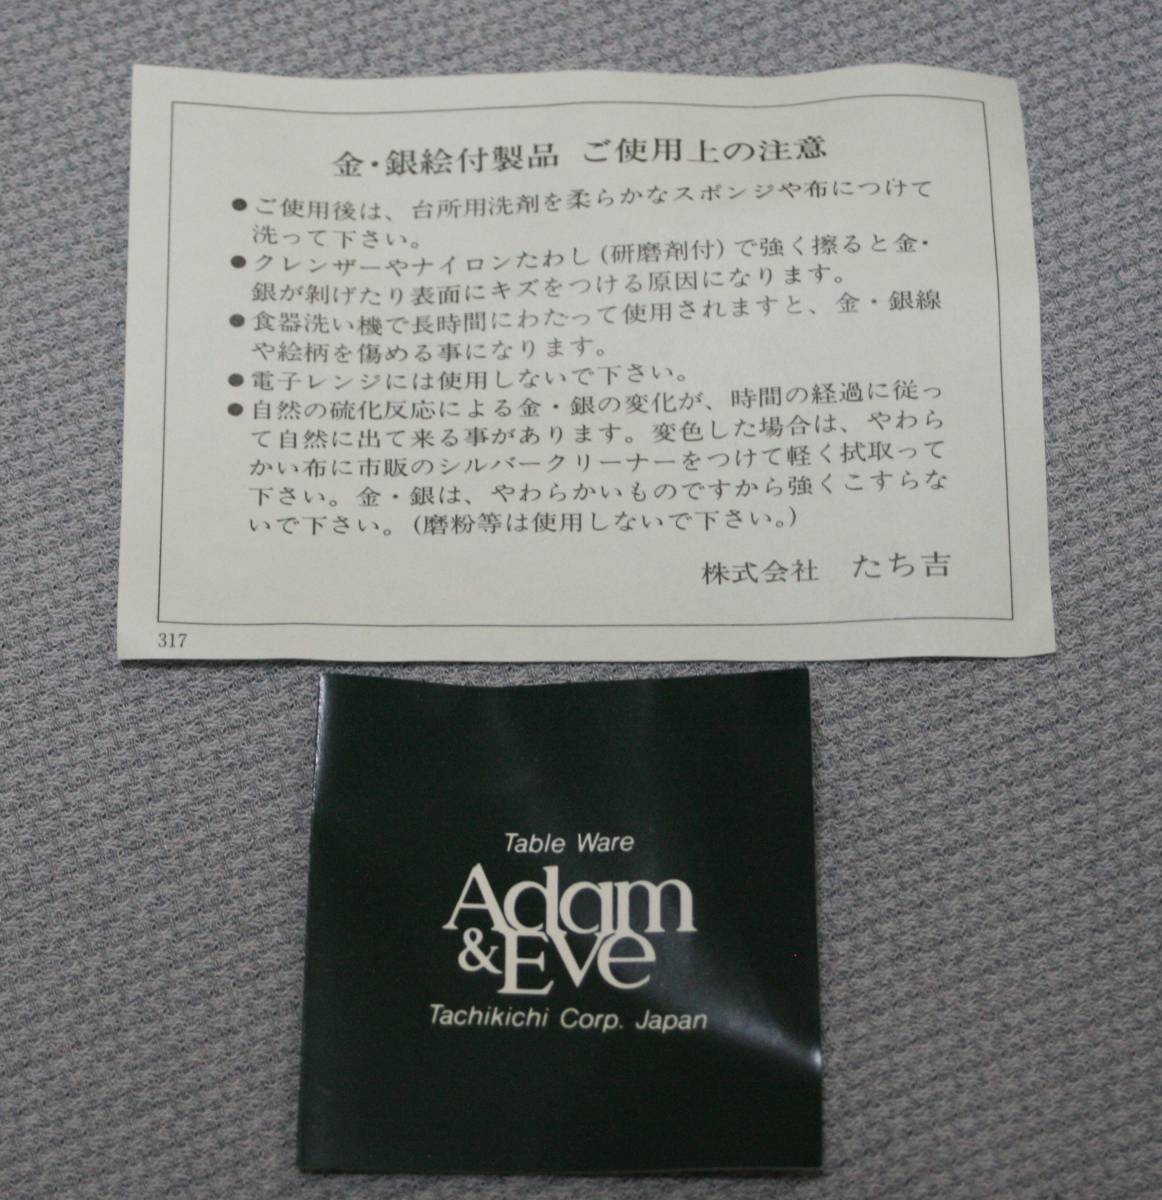 金・銀絵付製品 ご使用上の注意
●ご使用後は、台所用洗剤を柔らかなスポンジや布につけて
洗って下さい。
●クレンザーやナイロンたわし(研磨剤付)で強く擦ると金・
銀が剝げたり表面にキズをつける原因になります。
●食器洗い機で長時間にわたって使用されますと、金・銀線
や絵柄を傷める事になります。
●電子レンジには使用しないで下さい。
●自然の硫化反応による金・銀の変化が、時間の経過に従っ
て自然に出て来る事があります。変色した場合は、やわら
かい布に市販のシルバークリーナーをつけて軽く拭取って
下さい。金・銀は、やわらかいものですから強くこすらな
いで下さい。(磨粉等は使用しないで下さい。)
株式会社 たち吉
317
Table Ware
Adam
&Eve
Tachikichi Corp. Japan